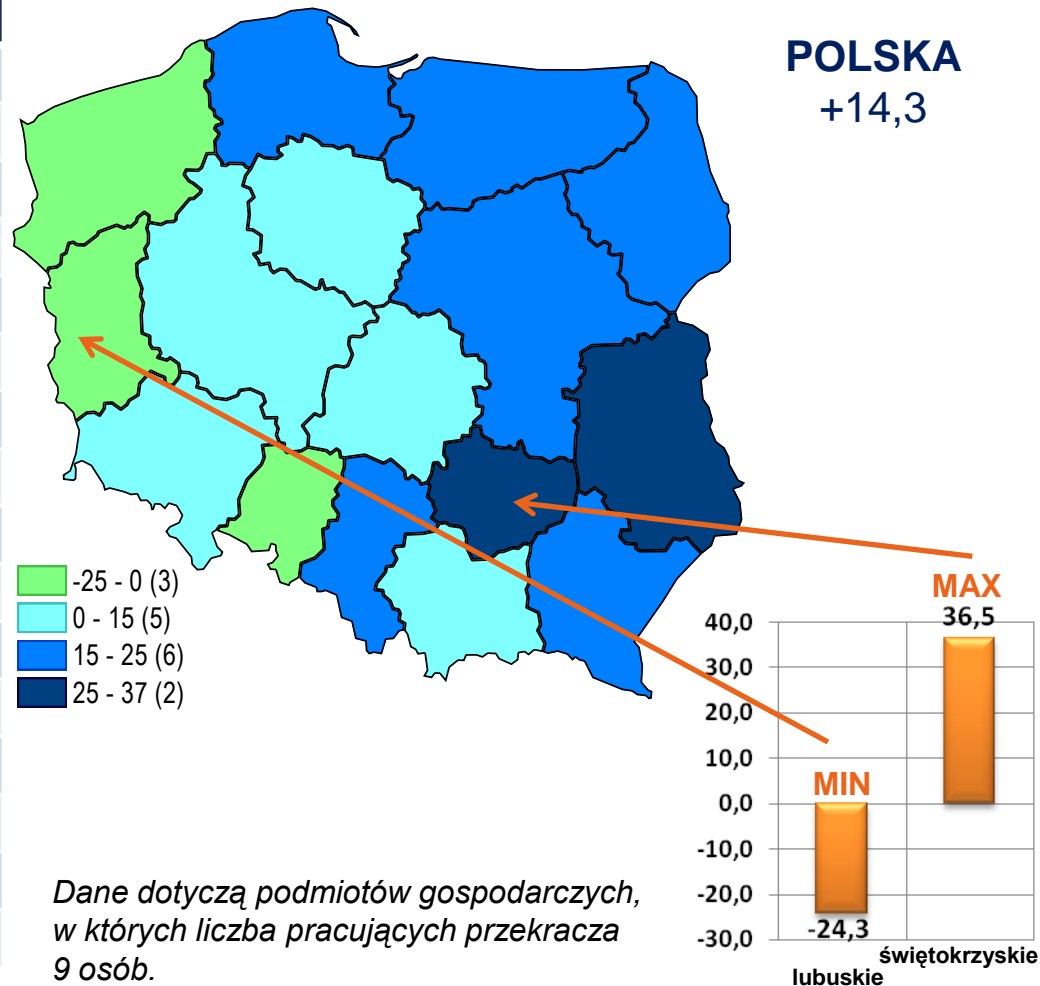 POLSKA
+14,3
-25 - 0 (3)
0 - 15 (5)
15 - 25 (6)
25 - 37 (2)
MAX
36,5
40,0
30,0
20,0
10,0
0,0
-10,0
-20,0
-30,0
MIN
-24,3
lubuskie
świętokrzyskie
Dane dotyczą podmiotów gospodarczych,
w których liczba pracujących przekracza
9 osób.